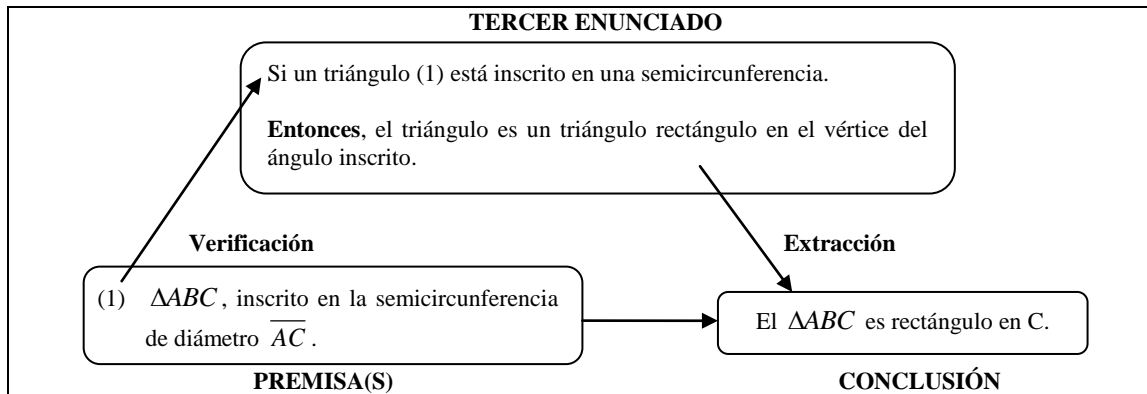 TERCER ENUNCIADO
Si un triángulo (1) está inscrito en una semicircunferencia.
Entonces, el triángulo es un triángulo rectángulo en el vértice del
ángulo inscrito.
Verificación
Extracción
(1) ΔABC, inscrito en la semicircunferencia
de diámetro A̅C̅.
El ΔABC es rectángulo en C.
PREMISA(S)
CONCLUSIÓN